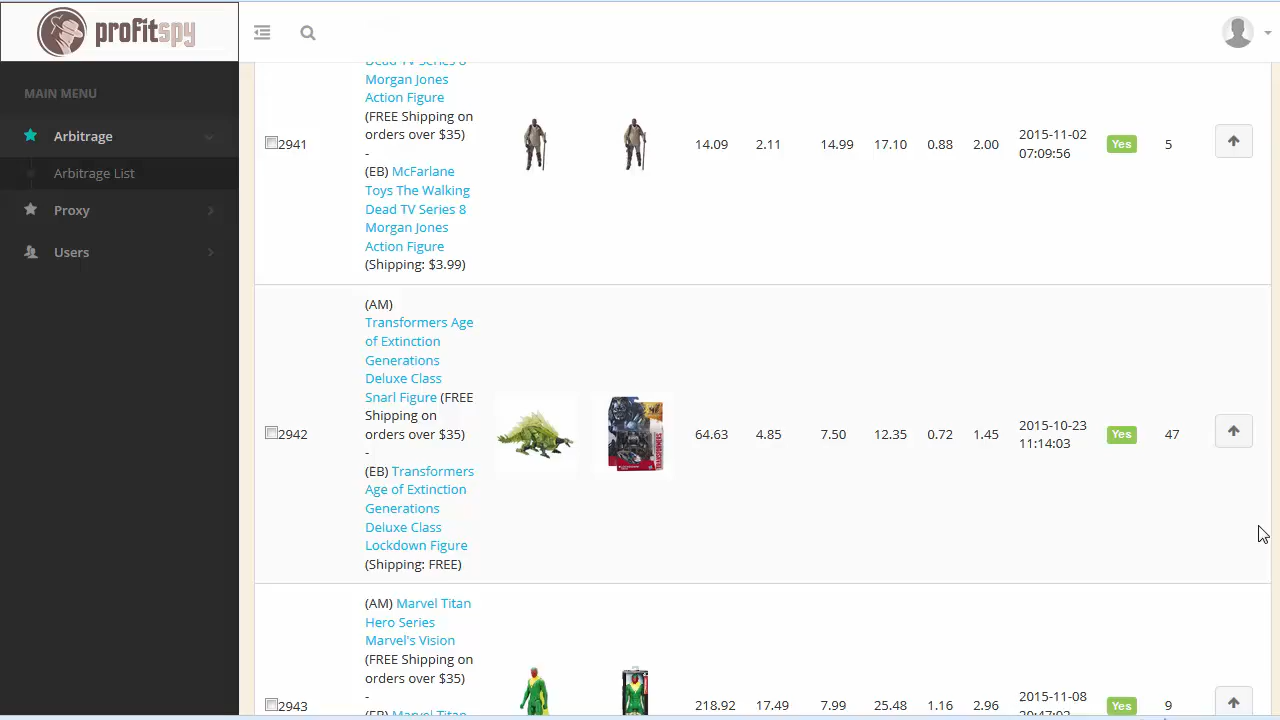 profitspy
MAIN MENU
Arbitrage
Arbitrage List
Proxy
Users
Dead TV Series 8
Morgan Jones
Action Figure
(FREE Shipping on
orders over $35)
-
(EB) McFarlane
Toys The Walking
Dead TV Series 8
Morgan Jones
Action Figure
(Shipping: $3.99)
2941
14.09
2.11
14.99
17.10
0.88
2.00
2015-11-02
07:09:56
Yes
5
(AM)
Transformers Age
of Extinction
Generations
Deluxe Class
Snarl Figure (FREE
Shipping on
orders over $35)
-
(EB) Transformers
Age of Extinction
Generations
Deluxe Class
Lockdown Figure
(Shipping: FREE)
2942
64.63
4.85
7.50
12.35
0.72
1.45
2015-10-23
11:14:03
Yes
47
(AM) Marvel Titan
Hero Series
Marvel's Vision
(FREE Shipping on
orders over $35)
-
(EB) Marvel Titan
2943
218.92
17.49
7.99
25.48
1.16
2.96
2015-11-08
Yes
9